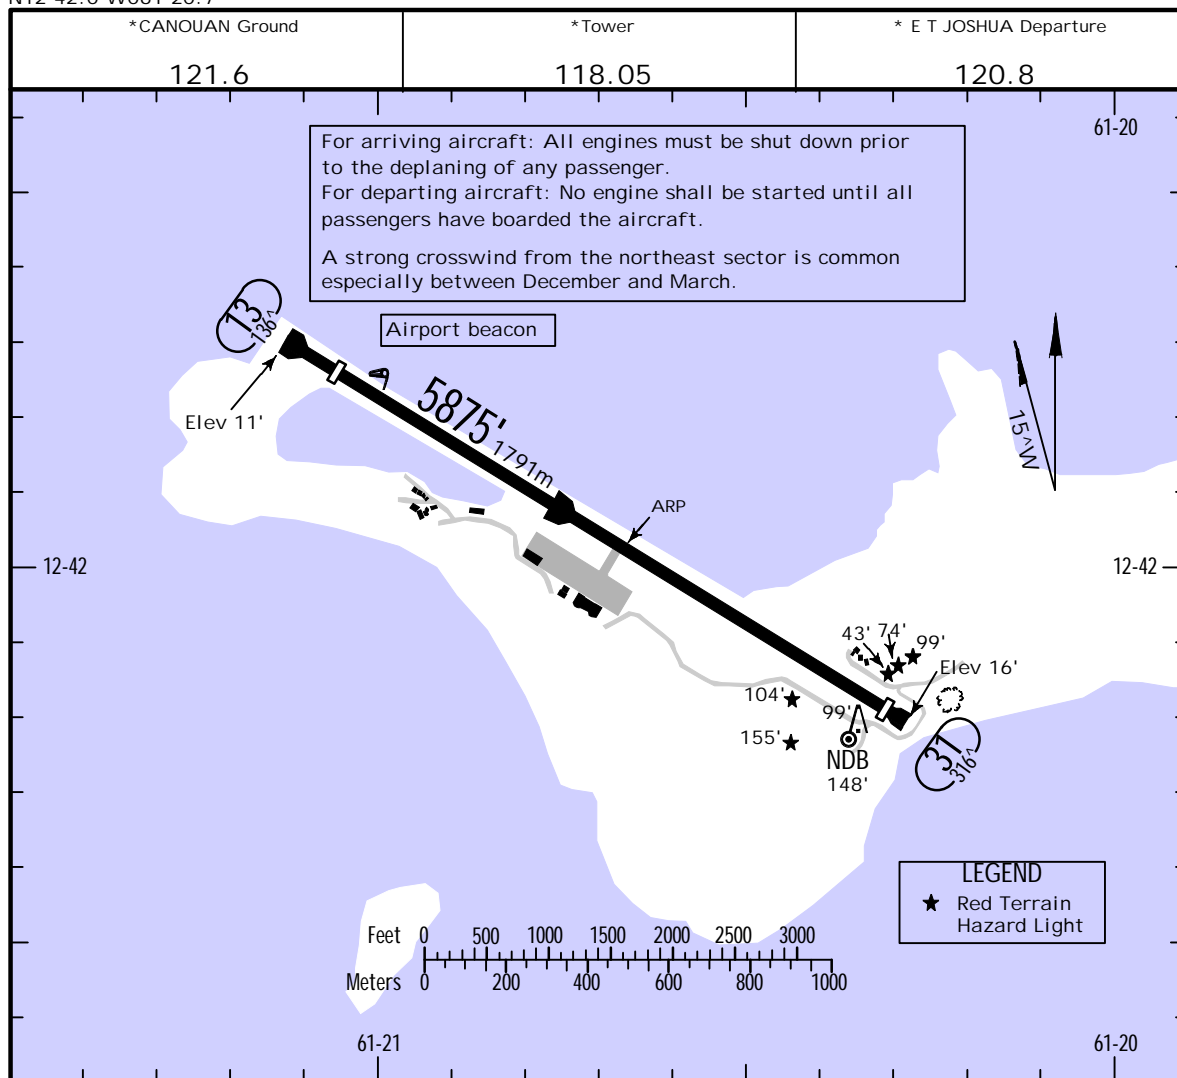 *CANOUAN Ground
*Tower
* E T JOSHUA Departure
121.6
118.05
120.8
61-20
For arriving aircraft: All engines must be shut down prior
to the deplaning of any passenger.
For departing aircraft: No engine shall be started until all
passengers have boarded the aircraft.
A strong crosswind from the northeast sector is common
especially between December and March.
13
136^
Airport beacon
Elev 11'
5875'
1791m
15^W
ARP
12-42
12-42
43'
74'
99'
Elev 16'
104'
99'
155'
NDB
148'
31
316^
LEGEND
Red Terrain
Hazard Light
Feet 0 500 1000 1500 2000 2500 3000
Meters 0 200 400 600 800 1000
61-21
61-20